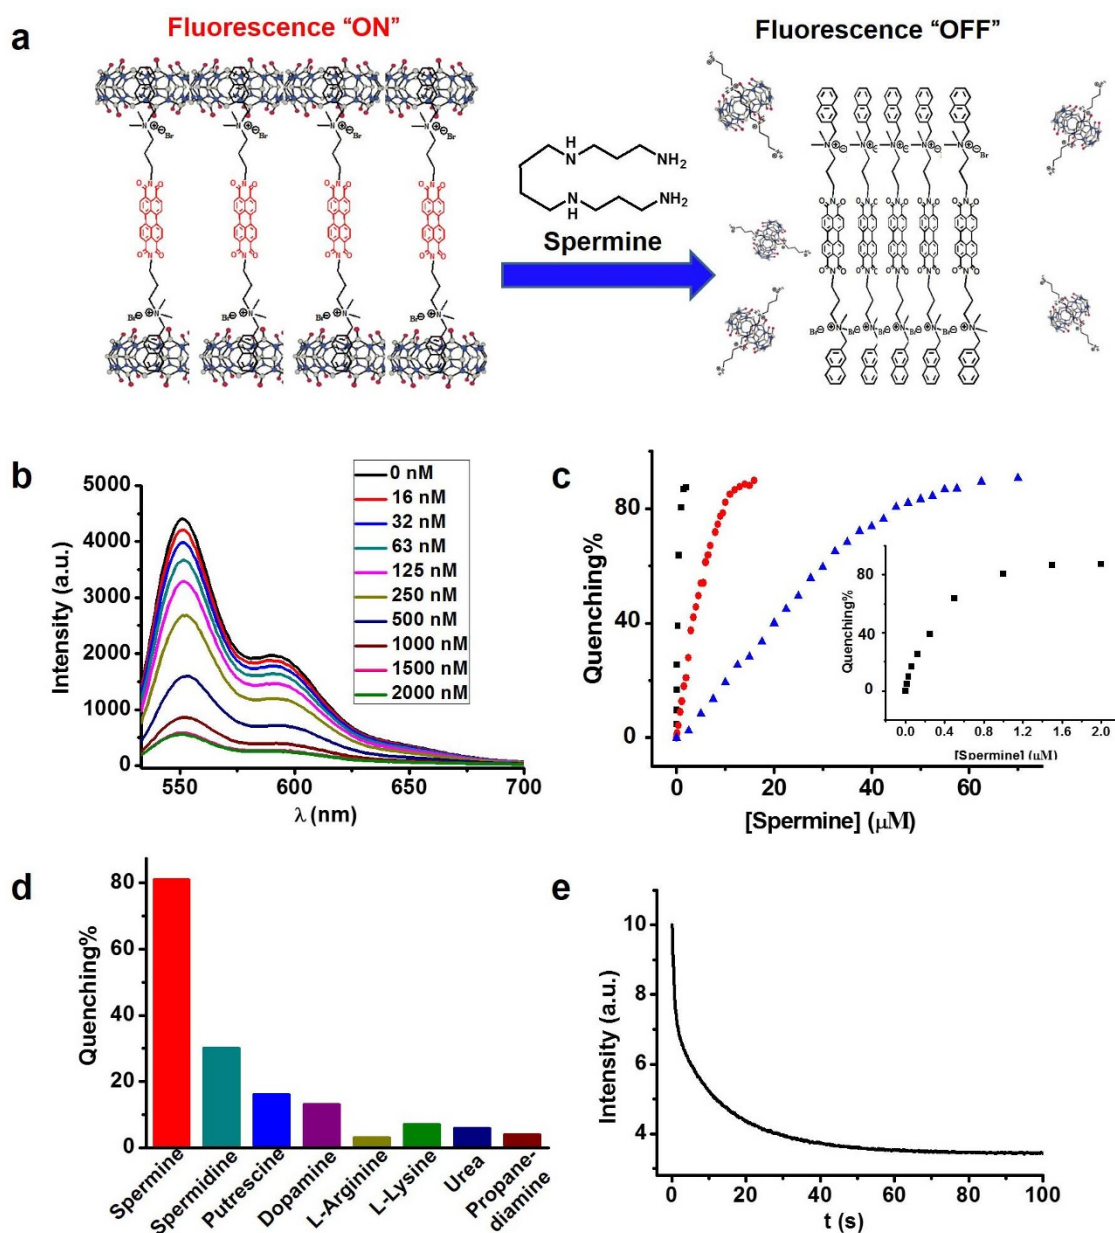 a
Fluorescence “ON”
Fluorescence “OFF”
H
N
NH₂
N
H
NH₂
Spermine
b
Intensity (a.u.)
5000
4000
3000
2000
1000
0
550
600
650
700
λ (nm)
0 nM
16 nM
32 nM
63 nM
125 nM
250 nM
500 nM
1000 nM
1500 nM
2000 nM
c
Quenching%
80
40
0
0
20
40
60
[Spermine] (μM)
Quenching%
80
40
0
0.0
0.4
0.8
1.2
1.6
2.0
[Spermine] (μM)
d
Quenching%
80
60
40
20
0
Spermine
Spermidine
Putrescine
Dopamine
L-Arginine
L-Lysine
Urea
Propane-
diamine
e
Intensity (a.u.)
10
8
6
4
0
20
40
60
80
100
t (s)